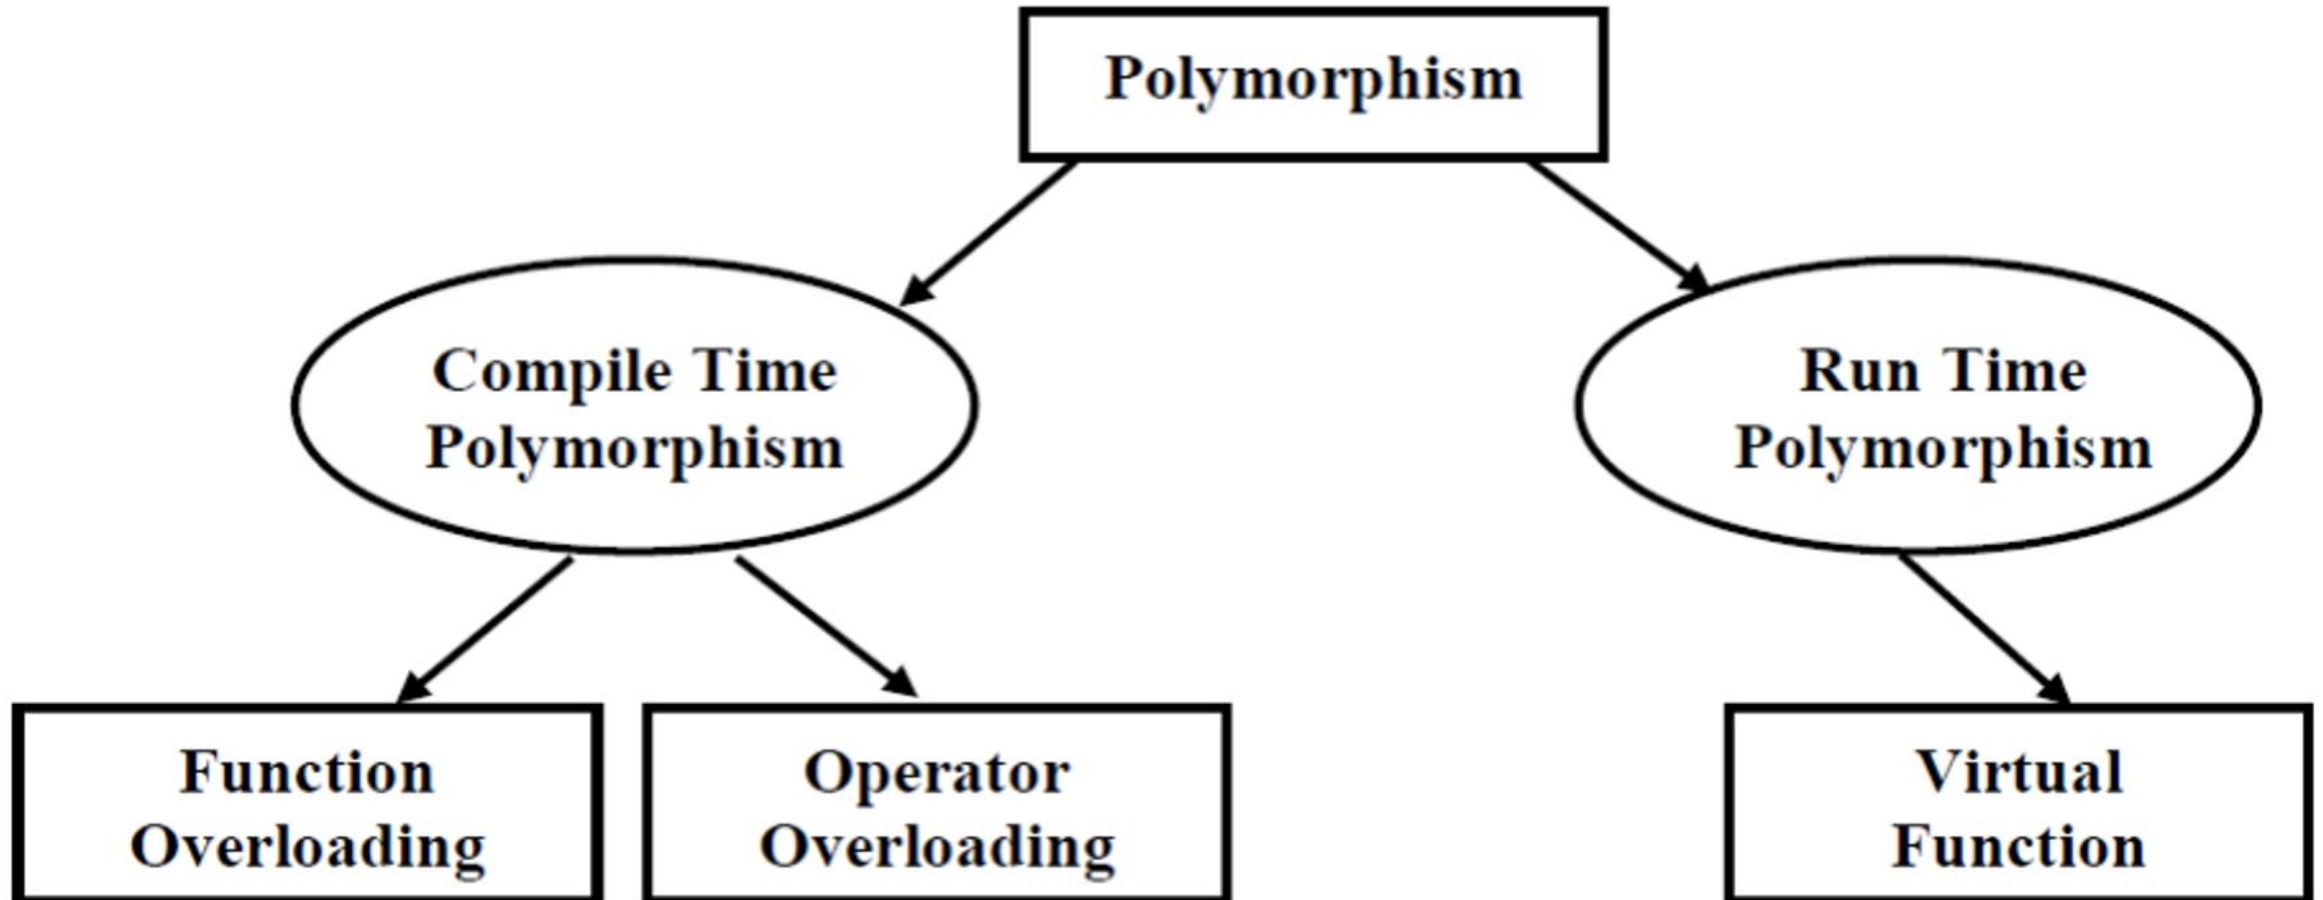 Polymorphism
Compile Time
Polymorphism
Run Time
Polymorphism
Function
Overloading
Operator
Overloading
Virtual
Function